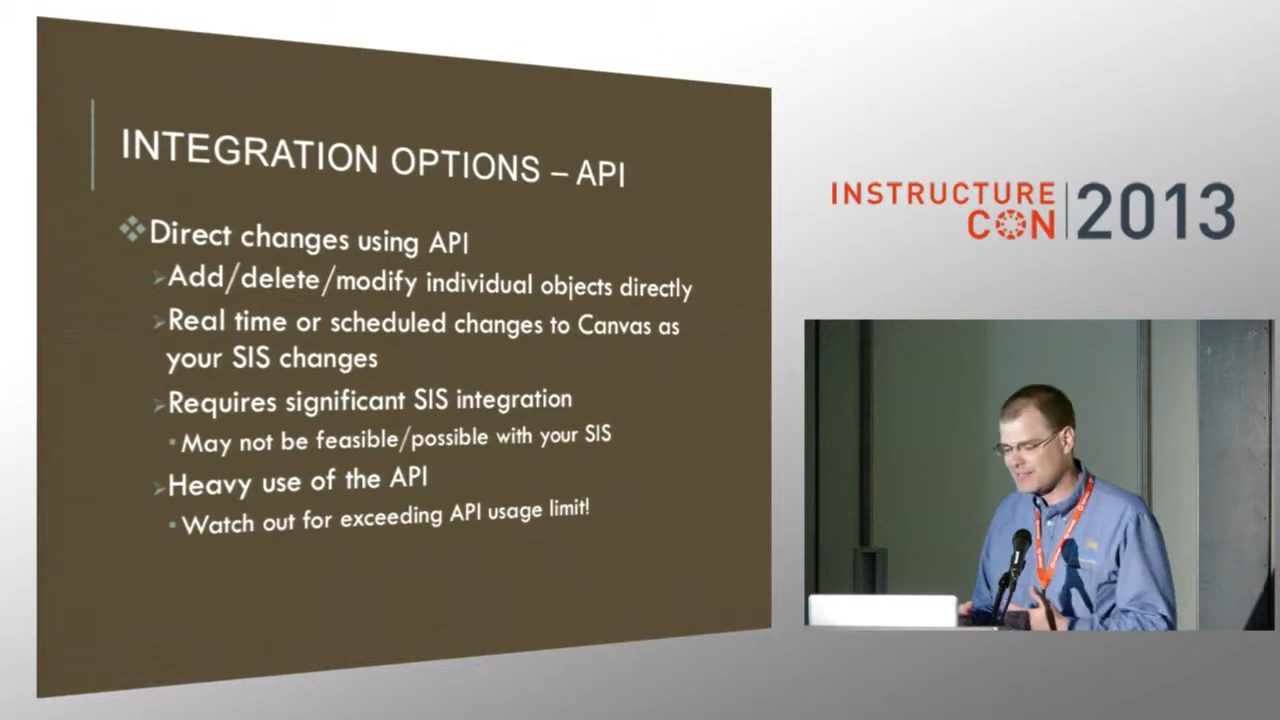 INTEGRATION OPTIONS – API
Direct changes using API
Add/delete/modify individual objects directly
Real time or scheduled changes to Canvas as
your SIS changes
Requires significant SIS integration
May not be feasible/possible with your SIS
Heavy use of the API
Watch out for exceeding API usage limit!
INSTRUCTURE
CON
2013